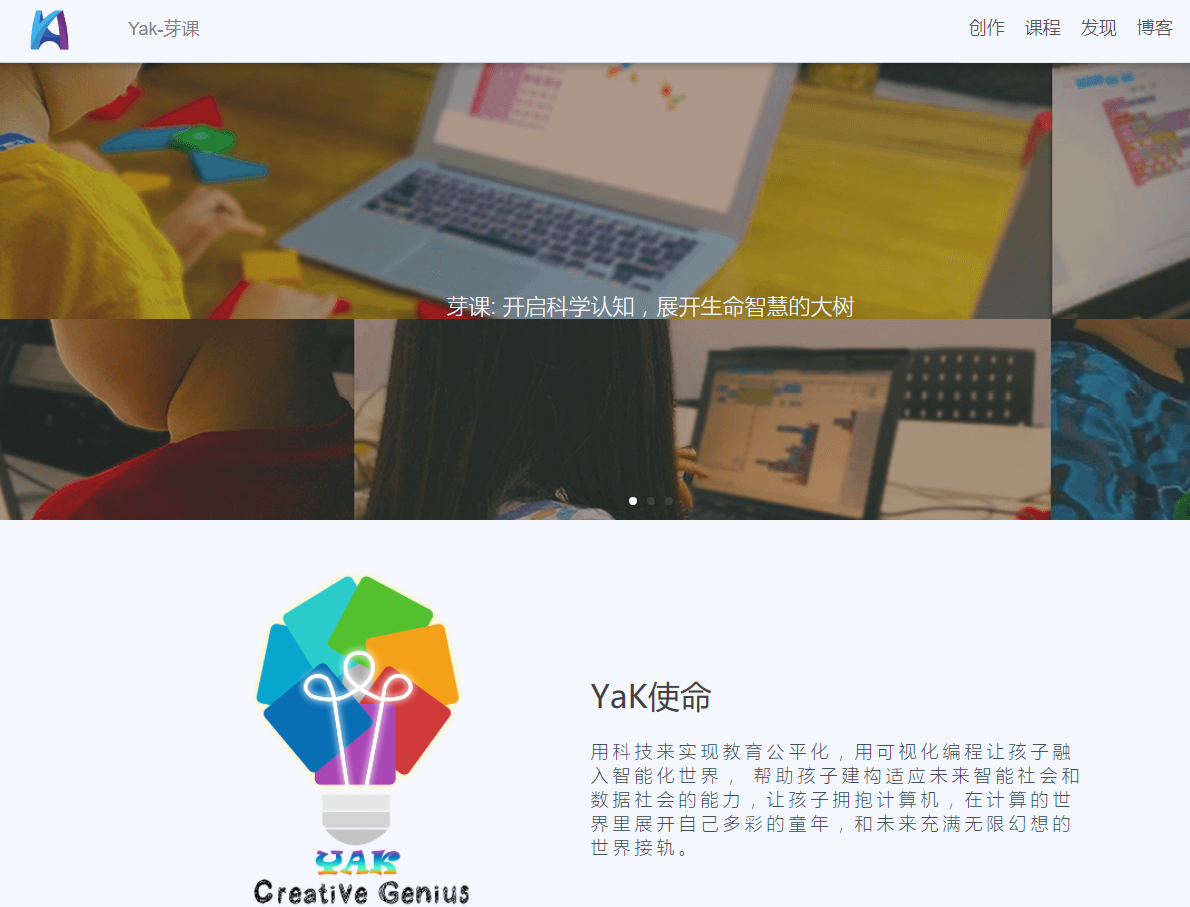 Yak-芽课
创作 课程 发现 博客
芽课: 开启科学认知，展开生命智慧的大树
YaK使命
用科技来实现教育公平化，用可视化编程让孩子融
入智能化世界， 帮助孩子建构适应未来智能社会和
数据社会的能力，让孩子拥抱计算机，在计算的世
界里展开自己多彩的童年，和未来充满无限幻想的
世界接轨。
YAK
Creative Genius